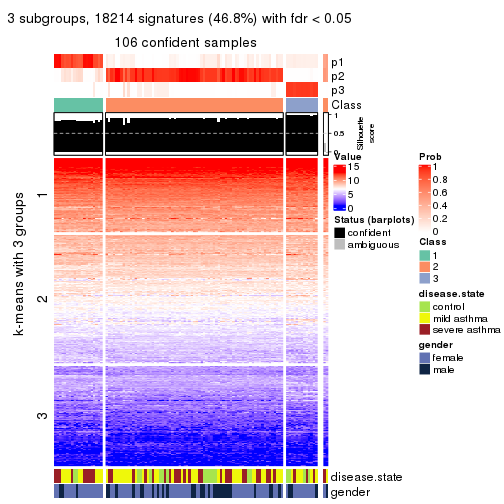 3 subgroups, 18214 signatures (46.8%) with fdr < 0.05
106 confident samples
p1
p2
p3
Class
1
0.5
0
Silhouette
score
k-means with 3 groups
1
2
3
Value
15
10
5
0
Status (barplots)
confident
ambiguous
Prob
1
0.8
0.6
0.4
0.2
0
Class
1
2
3
disease.state
control
mild asthma
severe asthma
gender
female
male
disease.state
gender